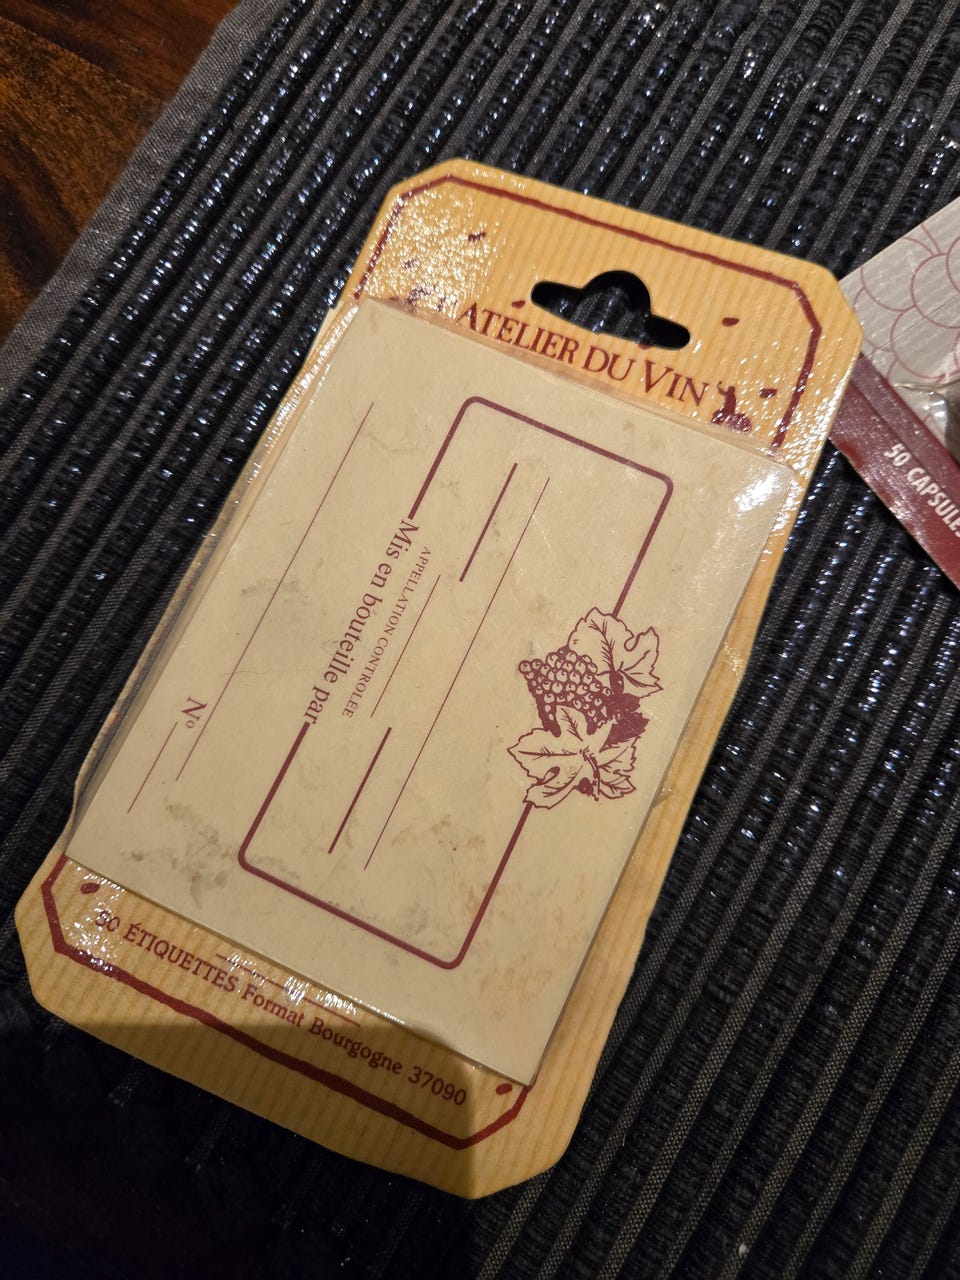 L'ATELIER DU VIN
APPELLATION CONTROLÉE
Mis en bouteille par
N°
50 ÉTIQUETTES Format Bourgogne 37090
50 CAPSULES